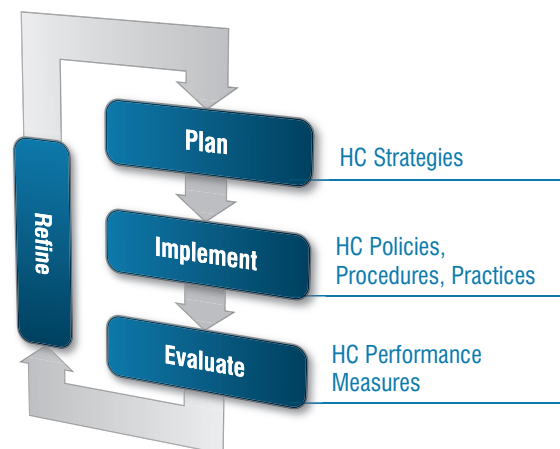 Plan
HC Strategies
Refine
Implement
HC Policies,
Procedures, Practices
Evaluate
HC Performance
Measures